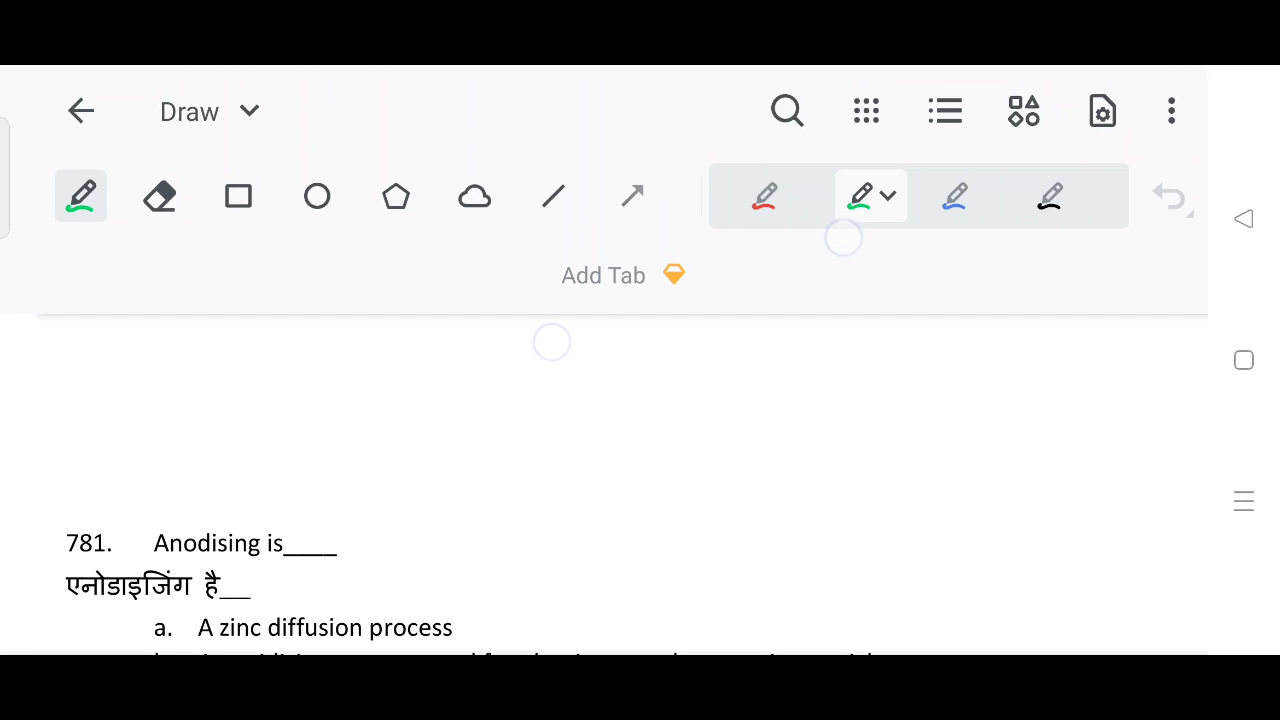 Draw
Add Tab
781. Anodising is____
एनोडाइजिंग है__
a. A zinc diffusion process